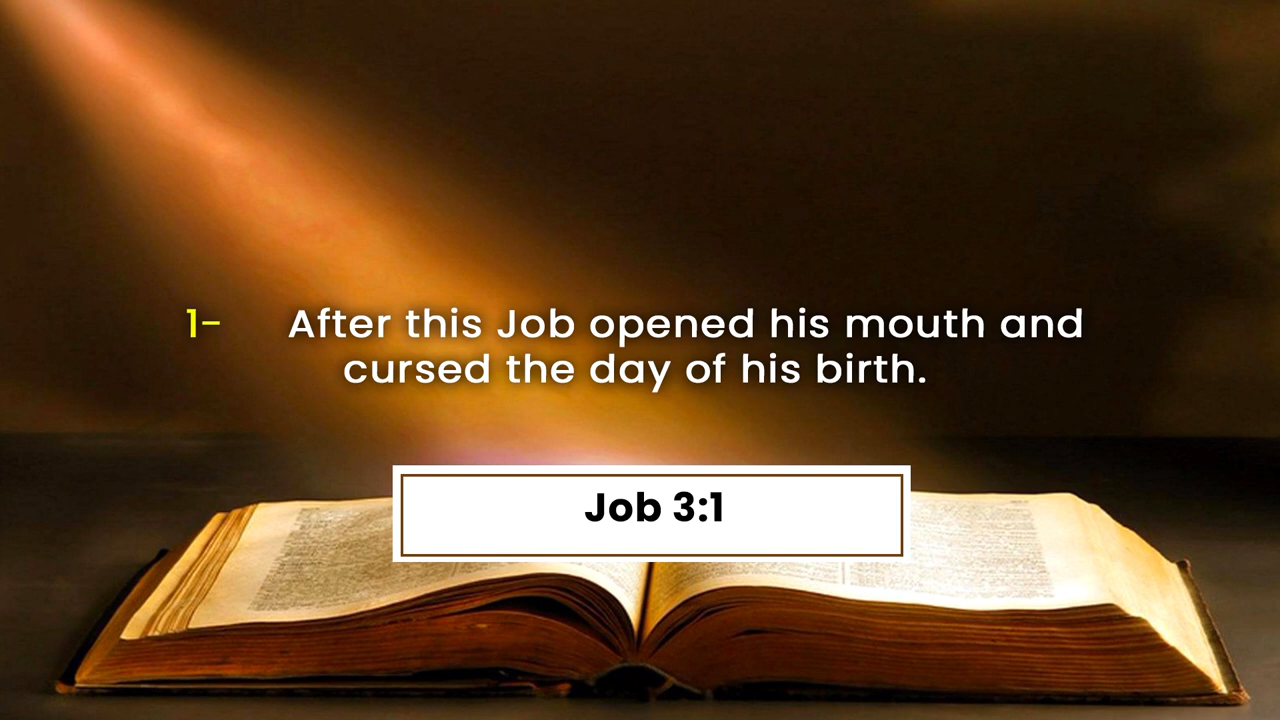 1- After this Job opened his mouth and
cursed the day of his birth.
Job 3:1